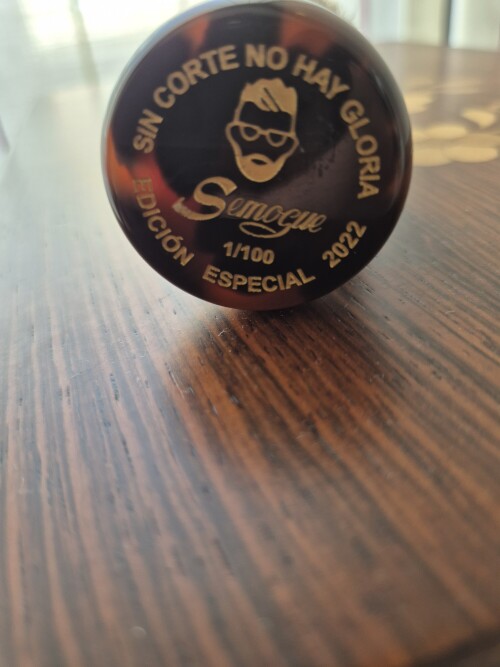 SIN CORTE NO HAY GLORIA
Semogue
1/100
EDICIÓN ESPECIAL 2022